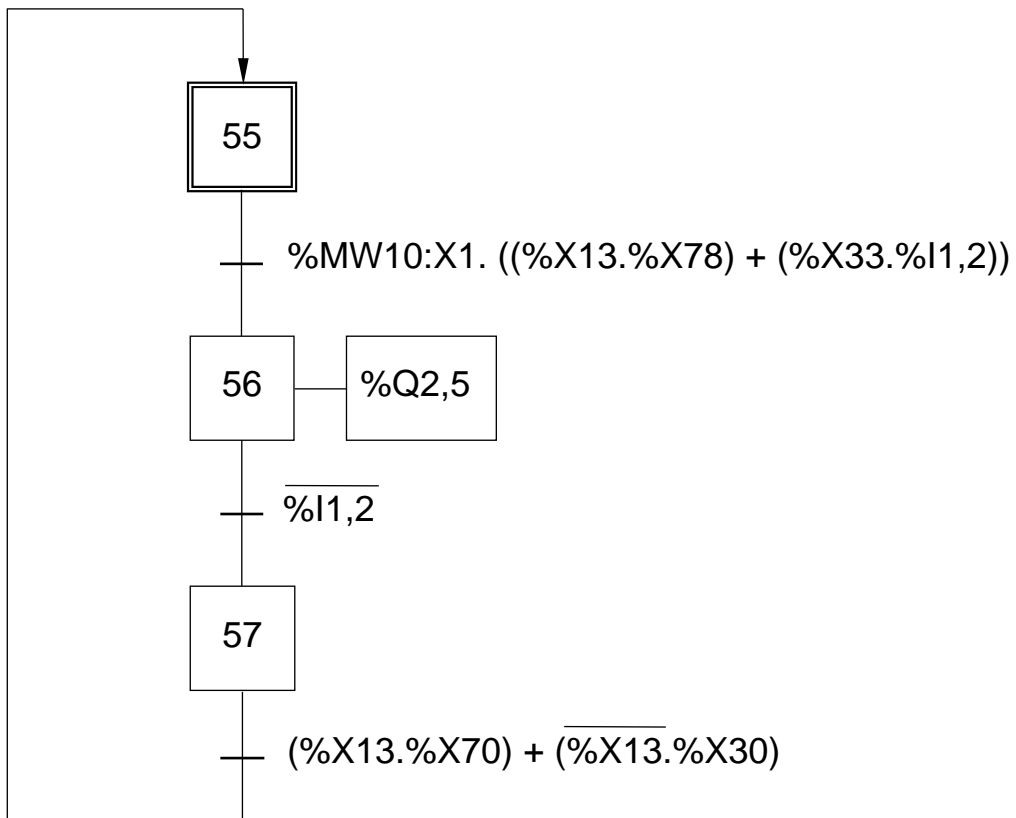 55
%MW10:X1. ((%X13.%X78) + (%X33.%I1,2))
56
%Q2,5
%I1,2
57
(%X13.%X70) + (%X13.%X30)